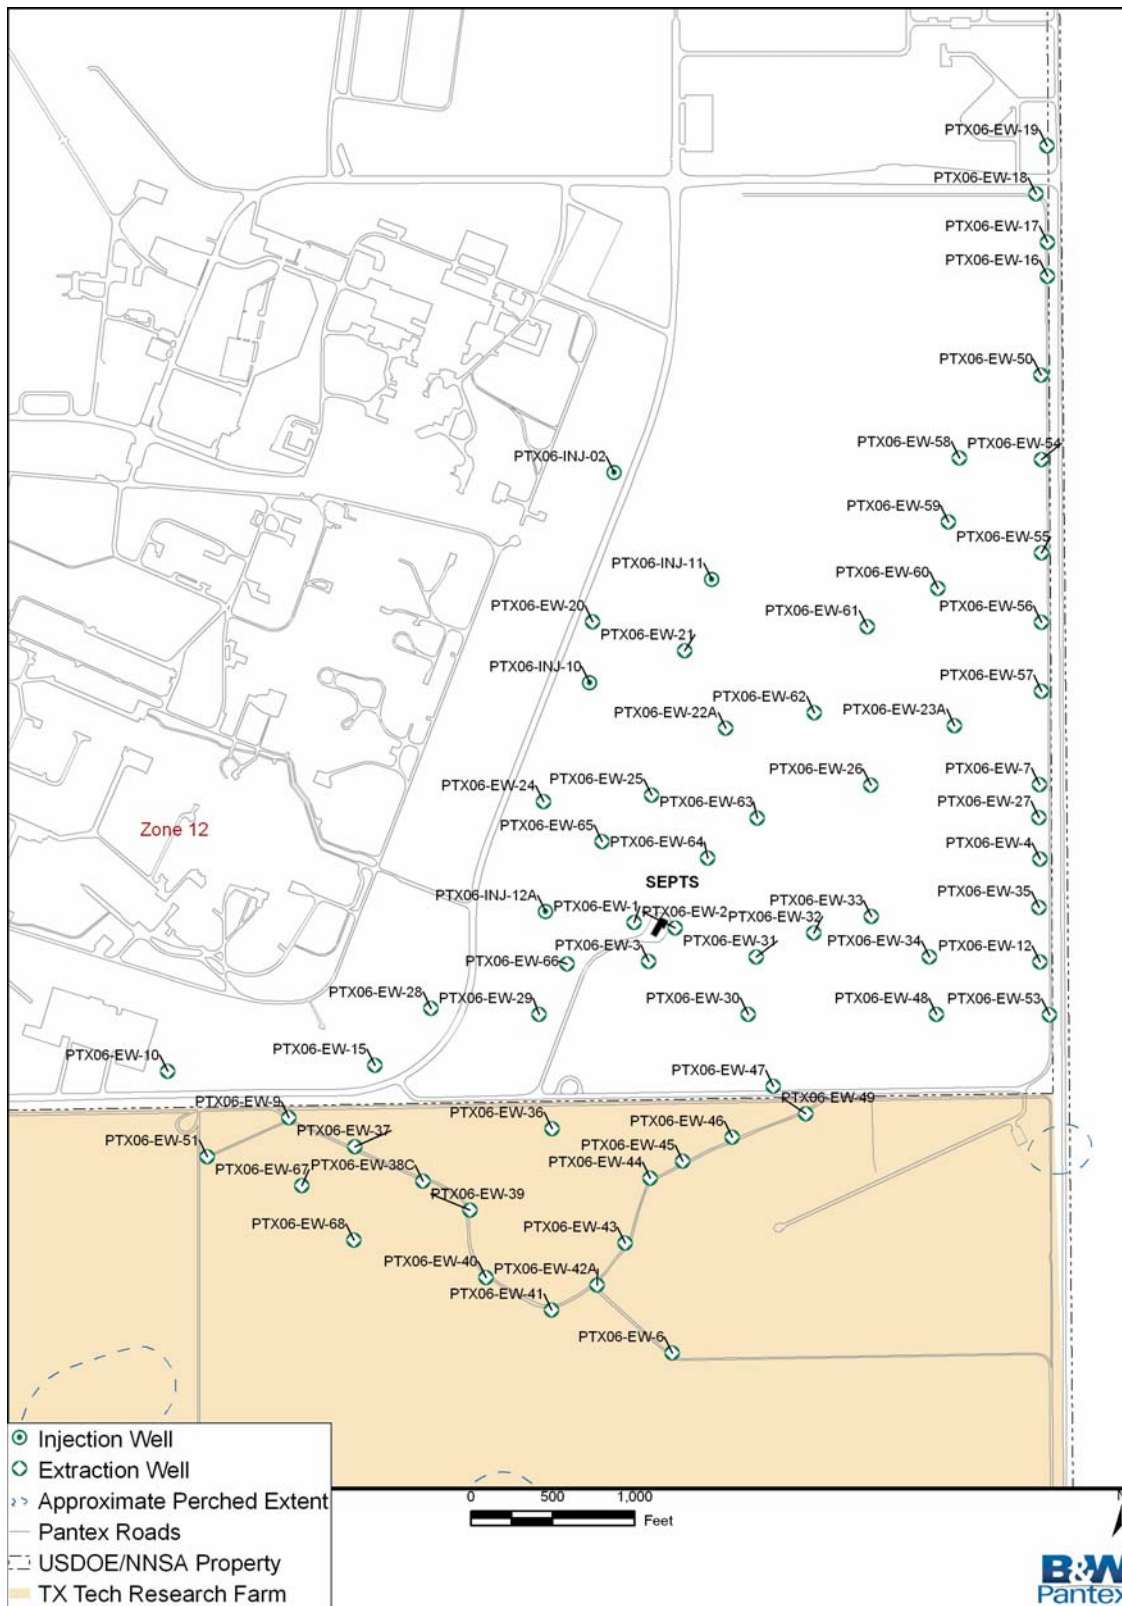 PTX06-EW-19
PTX06-EW-18
PTX06-EW-17
PTX06-EW-16
PTX06-EW-50
PTX06-EW-58
PTX06-EW-54
PTX06-INJ-02
PTX06-EW-59
PTX06-EW-55
PTX06-INJ-11
PTX06-EW-60
PTX06-EW-20
PTX06-EW-61
PTX06-EW-56
PTX06-EW-21
PTX06-INJ-10
PTX06-EW-57
PTX06-EW-62
PTX06-EW-22A
PTX06-EW-23A
PTX06-EW-24
PTX06-EW-25
PTX06-EW-26
PTX06-EW-7
PTX06-EW-63
PTX06-EW-27
Zone 12
PTX06-EW-65
PTX06-EW-64
PTX06-EW-4
SEPTS
PTX06-INJ-12A
PTX06-EW-1
PTX06-EW-2
PTX06-EW-32
PTX06-EW-33
PTX06-EW-35
PTX06-EW-66
PTX06-EW-3
PTX06-EW-31
PTX06-EW-34
PTX06-EW-12
PTX06-EW-28
PTX06-EW-29
PTX06-EW-30
PTX06-EW-48
PTX06-EW-53
PTX06-EW-10
PTX06-EW-15
PTX06-EW-47
PTX06-EW-9
PTX06-EW-36
PTX06-EW-49
PTX06-EW-51
PTX06-EW-37
PTX06-EW-46
PTX06-EW-45
PTX06-EW-67
PTX06-EW-38C
PTX06-EW-44
PTX06-EW-39
PTX06-EW-68
PTX06-EW-43
PTX06-EW-40
PTX06-EW-42A
PTX06-EW-41
PTX06-EW-6
Injection Well
Extraction Well
Approximate Perched Extent
Pantex Roads
USDOE/NNSA Property
TX Tech Research Farm
0 500 1,000
Feet
B&W
Pantex